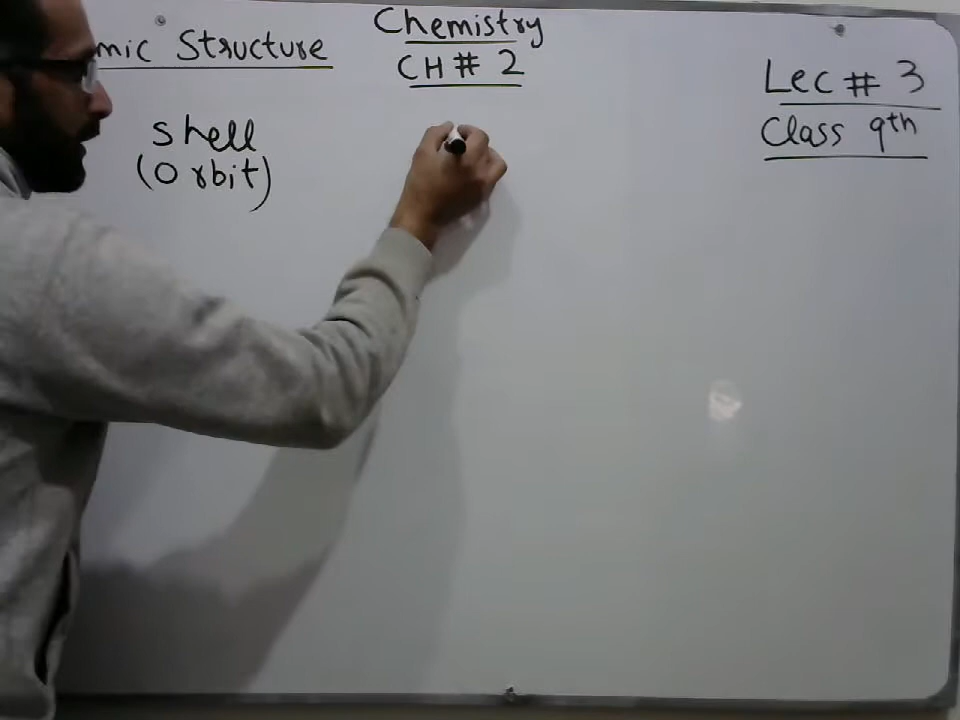 mic Structure
Chemistry
CH # 2
Lec # 3
Class 9th
shell
(Orbit)